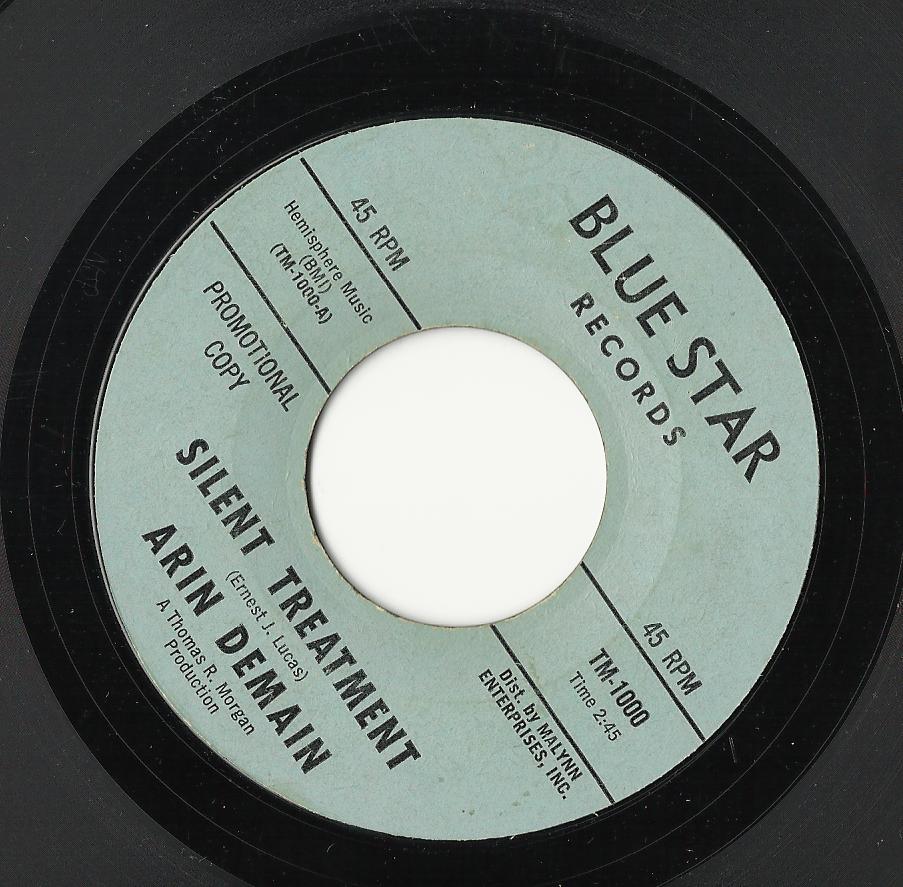 BLUE STAR
RECORDS
45 RPM
45 RPM
Hemisphere Music
(BMI)
(TM-1000-A)
TM-1000
Time 2:45
PROMOTIONAL
COPY
Dist. by MALYNN
ENTERPRISES, INC.
SILENT TREATMENT
(Ernest J. Lucas)
ARIN DEMAIN
A Thomas R. Morgan
Production